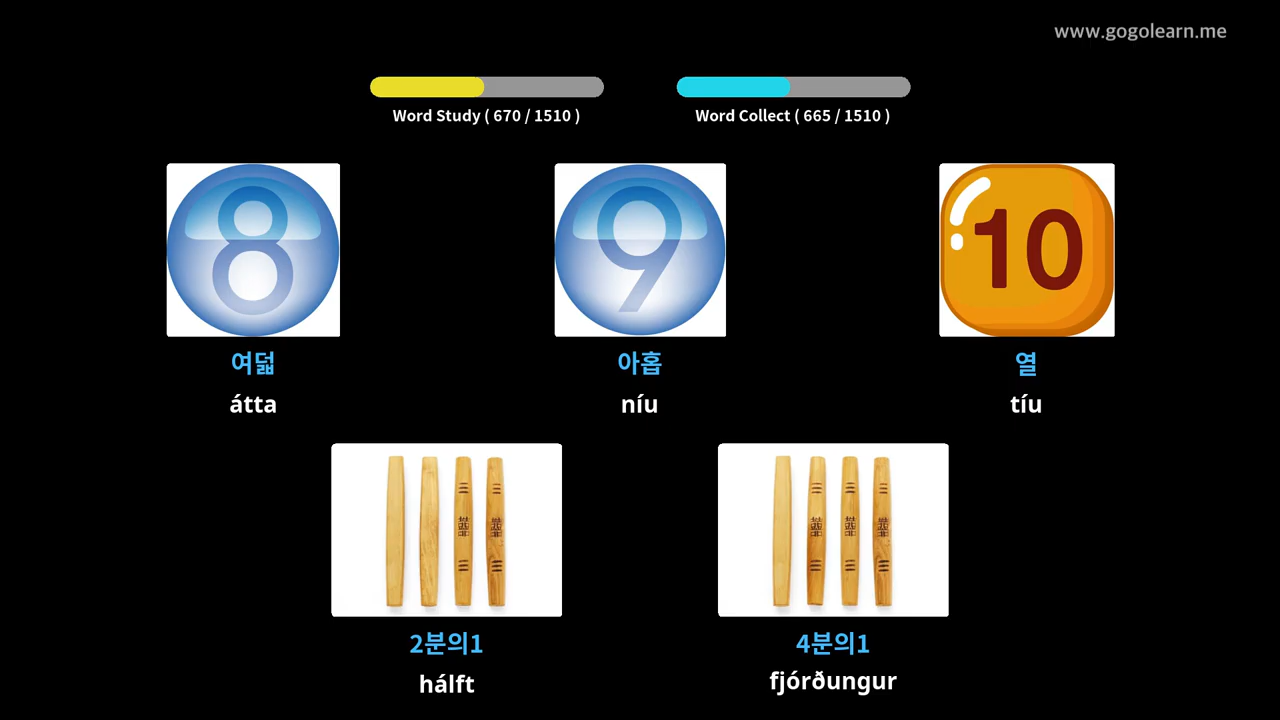 www.gogolearn.me
Word Study ( 670 / 1510 )
Word Collect ( 665 / 1510 )
8
9
10
여덟
아홉
열
átta
níu
tíu
2분의1
4분의1
hálft
fjórðungur